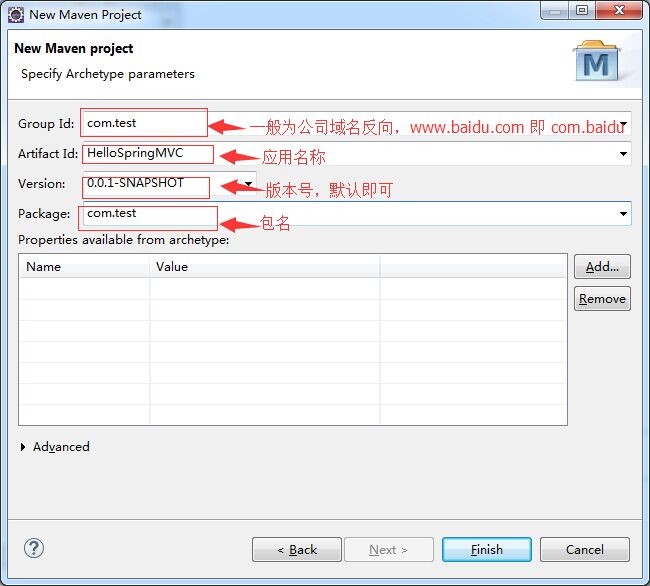 New Maven Project
New Maven project
Specify Archetype parameters
M
Group Id: com.test 一般为公司域名反向，www.baidu.com 即 com.baidu
Artifact Id: HelloSpringMVC 应用名称
Version: 0.0.1-SNAPSHOT 版本号，默认即可
Package: com.test 包名
Properties available from archetype:
Name Value Add...
Remove
Advanced
? < Back Next > Finish Cancel